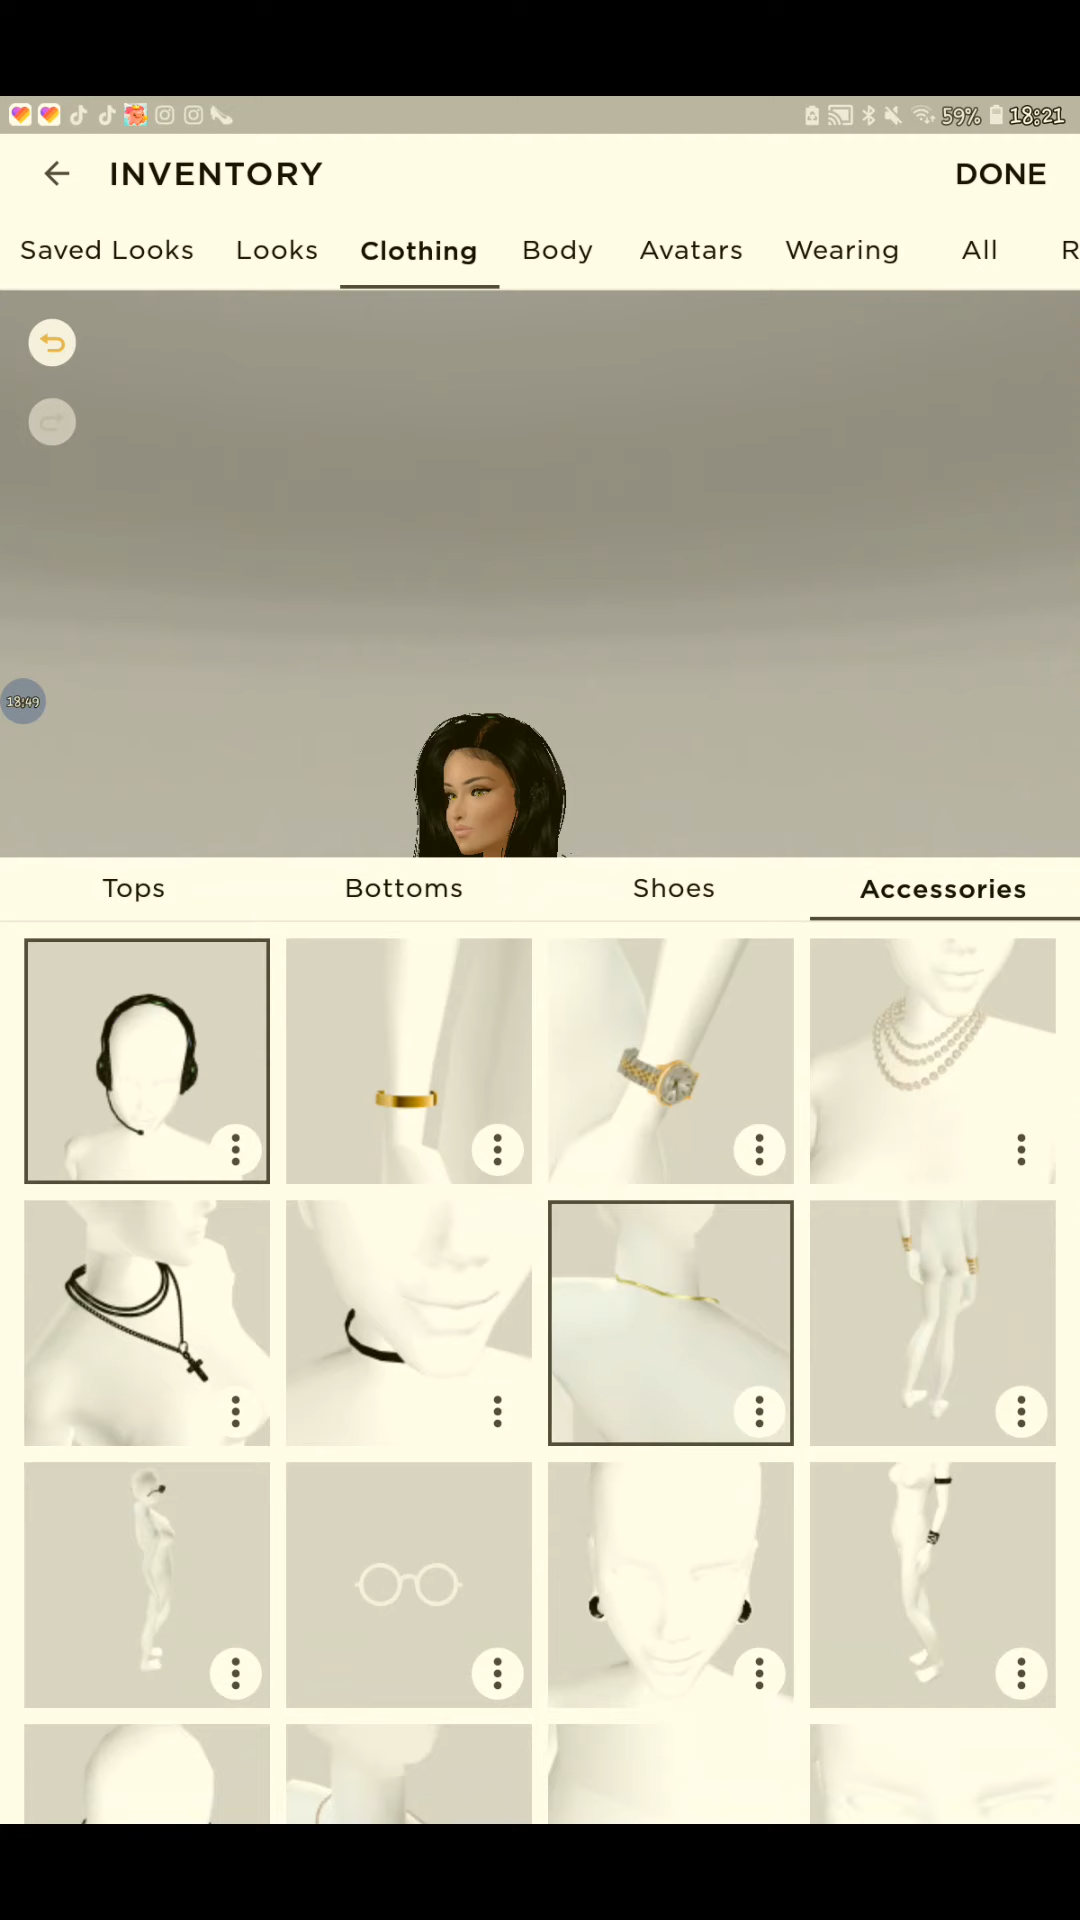 59% 18:21
INVENTORY DONE
Saved Looks Looks Clothing Body Avatars Wearing All R
18:49
Tops Bottoms Shoes Accessories